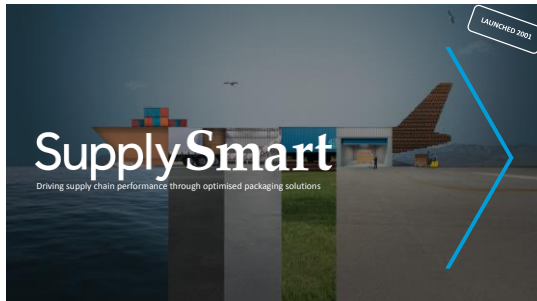 LAUNCHED 2001
SupplySmart
Driving supply chain performance through optimised packaging solutions